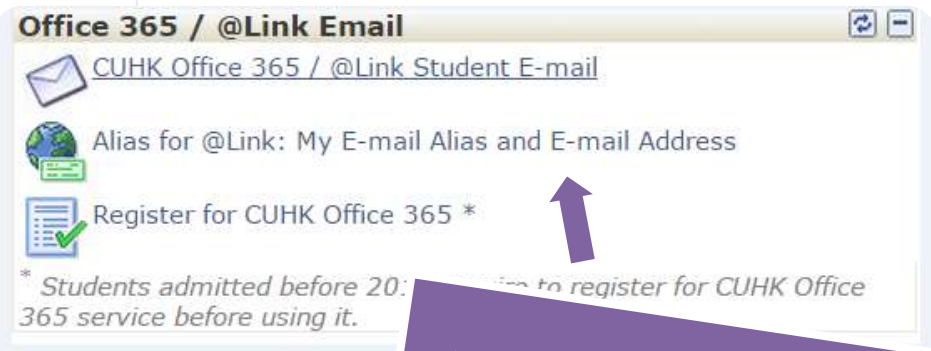 Office 365 / @Link Email
CUHK Office 365 / @Link Student E-mail
Alias for @Link: My E-mail Alias and E-mail Address
Register for CUHK Office 365 *
* Students admitted before to register for CUHK Office
365 service before using it.